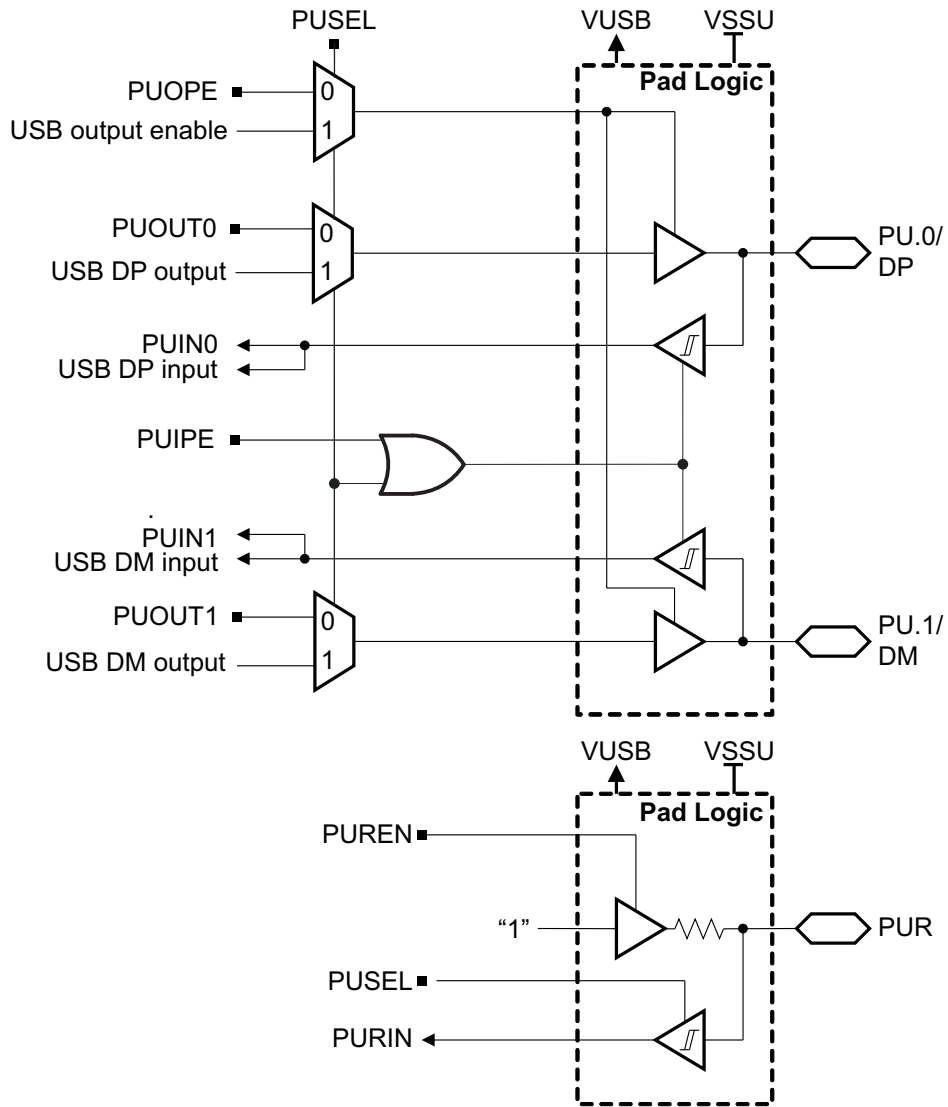 PUSEL
VUSB
VSSU
Pad Logic
PUOPE
0
USB output enable
1
PUOUT0
0
USB DP output
1
PU.0/
DP
PUIN0
USB DP input
PUIPE
.
PUIN1
USB DM input
PUOUT1
0
USB DM output
1
PU.1/
DM
VUSB
VSSU
Pad Logic
PUREN
“1”
PUR
PUSEL
PURIN